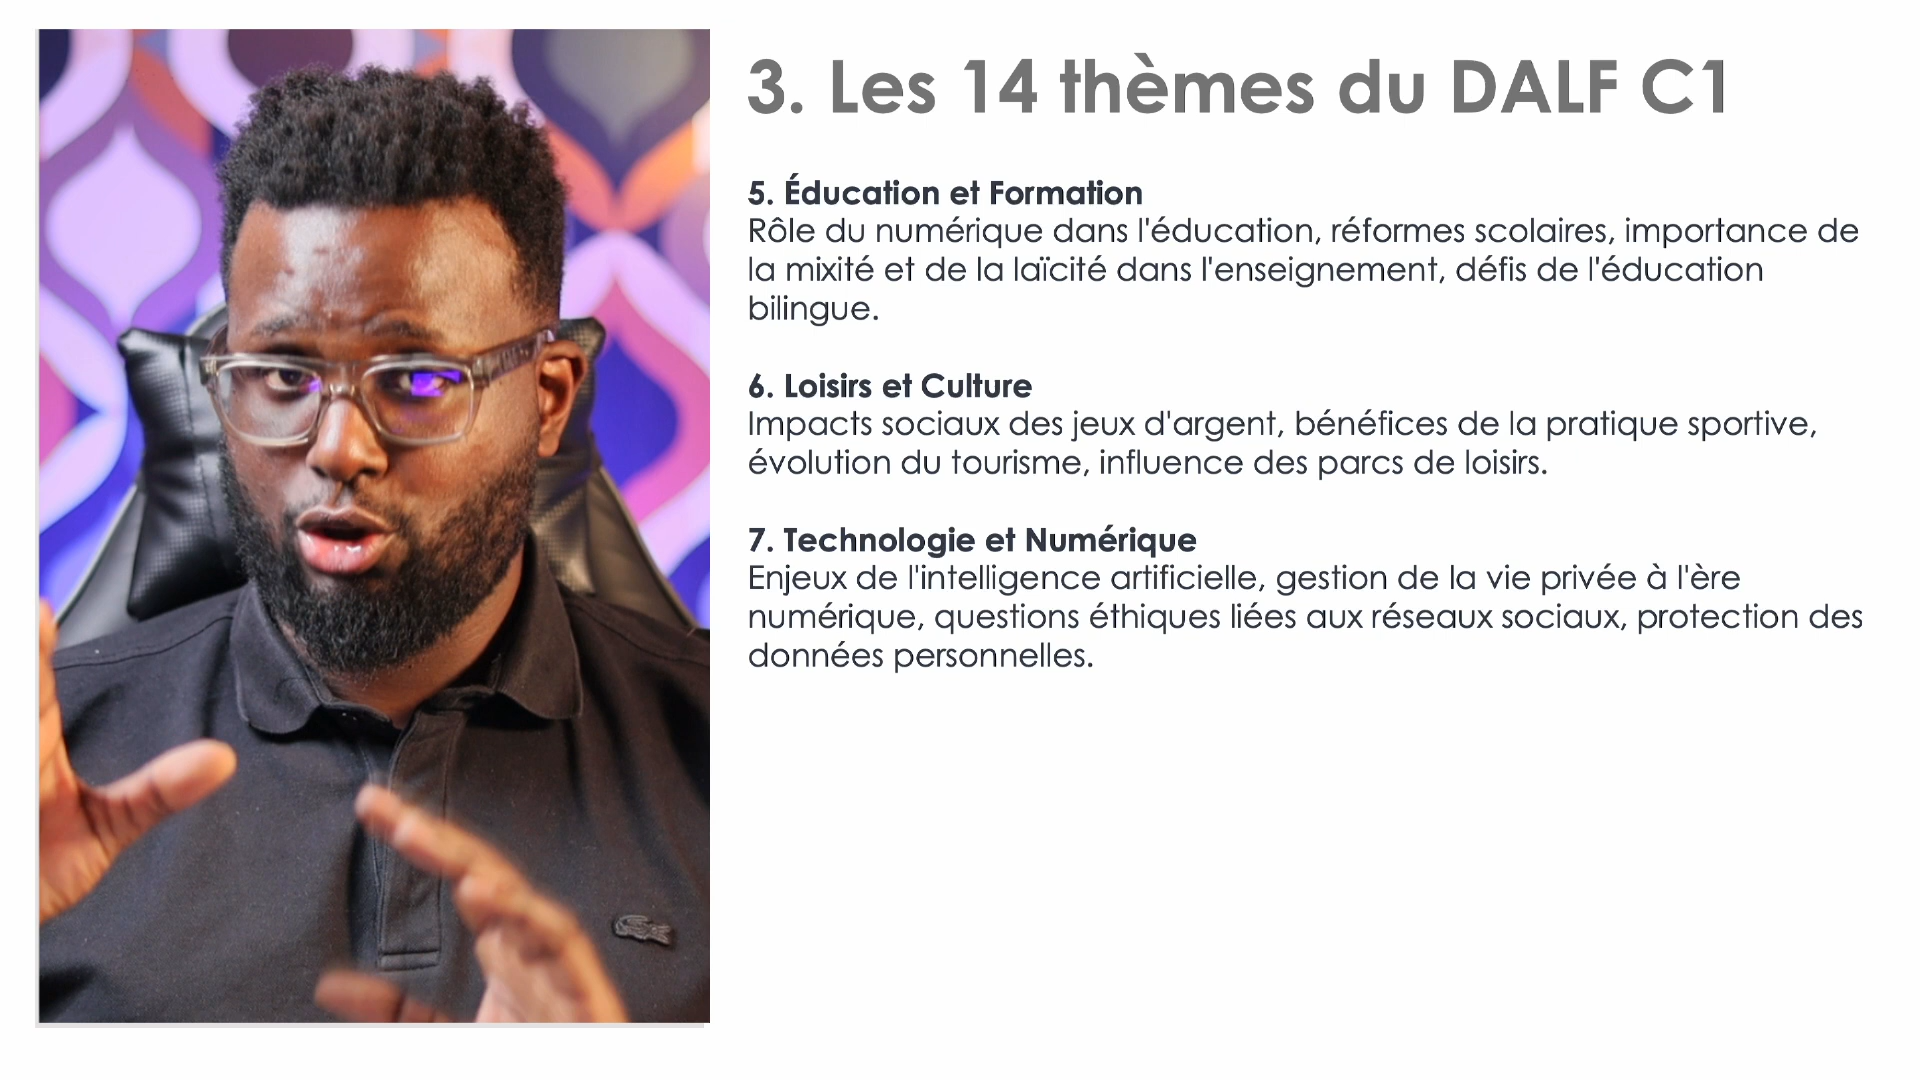 3. Les 14 thèmes du DALF C1
5. Éducation et Formation
Rôle du numérique dans l'éducation, réformes scolaires, importance de
la mixité et de la laïcité dans l'enseignement, défis de l'éducation
bilingue.
6. Loisirs et Culture
Impacts sociaux des jeux d'argent, bénéfices de la pratique sportive,
évolution du tourisme, influence des parcs de loisirs.
7. Technologie et Numérique
Enjeux de l'intelligence artificielle, gestion de la vie privée à l'ère
numérique, questions éthiques liées aux réseaux sociaux, protection des
données personnelles.